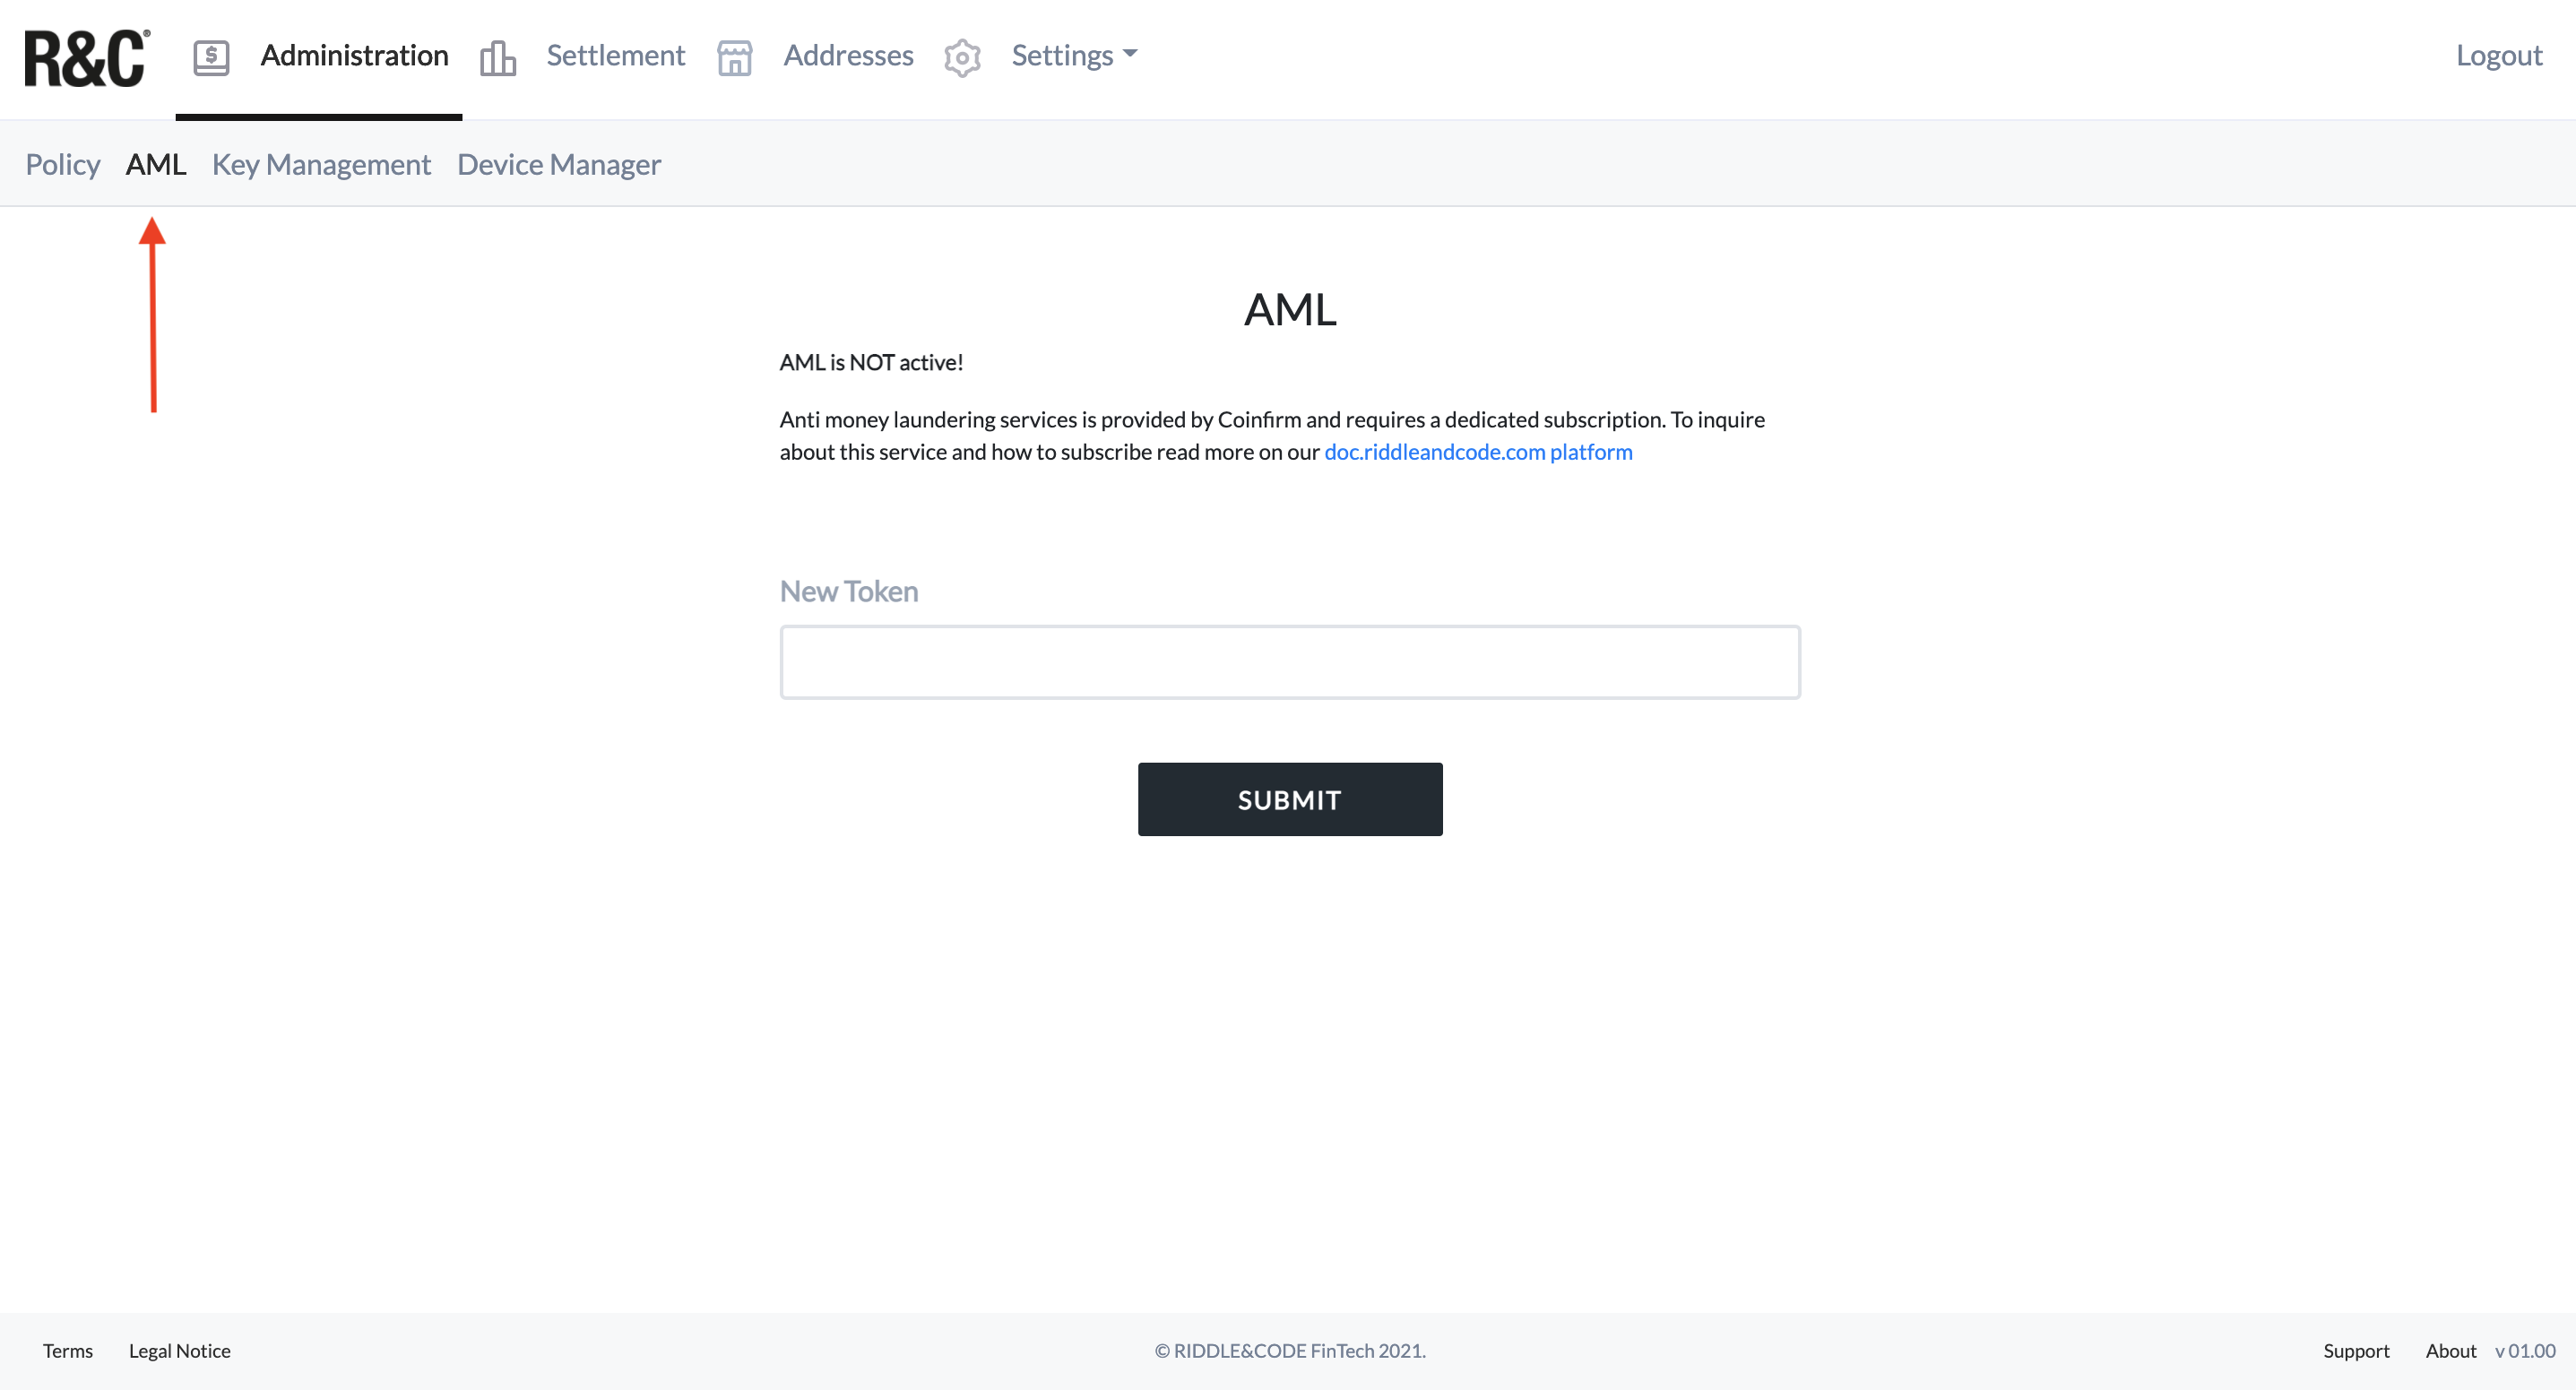 R&C®
Administration
Settlement
Addresses
Settings
Logout
Policy
AML
Key Management
Device Manager
AML
AML is NOT active!
Anti money laundering services is provided by Coinfirm and requires a dedicated subscription. To inquire
about this service and how to subscribe read more on our doc.riddleandcode.com platform
New Token
SUBMIT
Terms
Legal Notice
© RIDDLE&CODE FinTech 2021.
Support
About
v 01.00